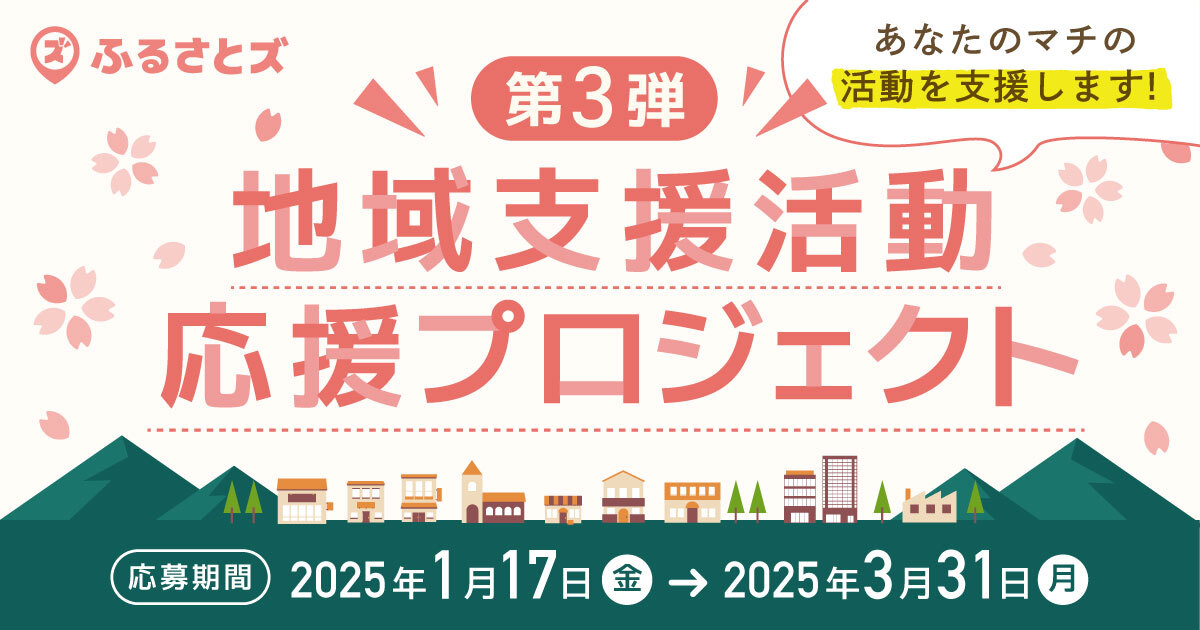 ふるさとズ
あなたのマチの
活動を支援します!
第3弾
地域支援活動
応援プロジェクト
応募期間 2025年1月17日(金) → 2025年3月31日(月)